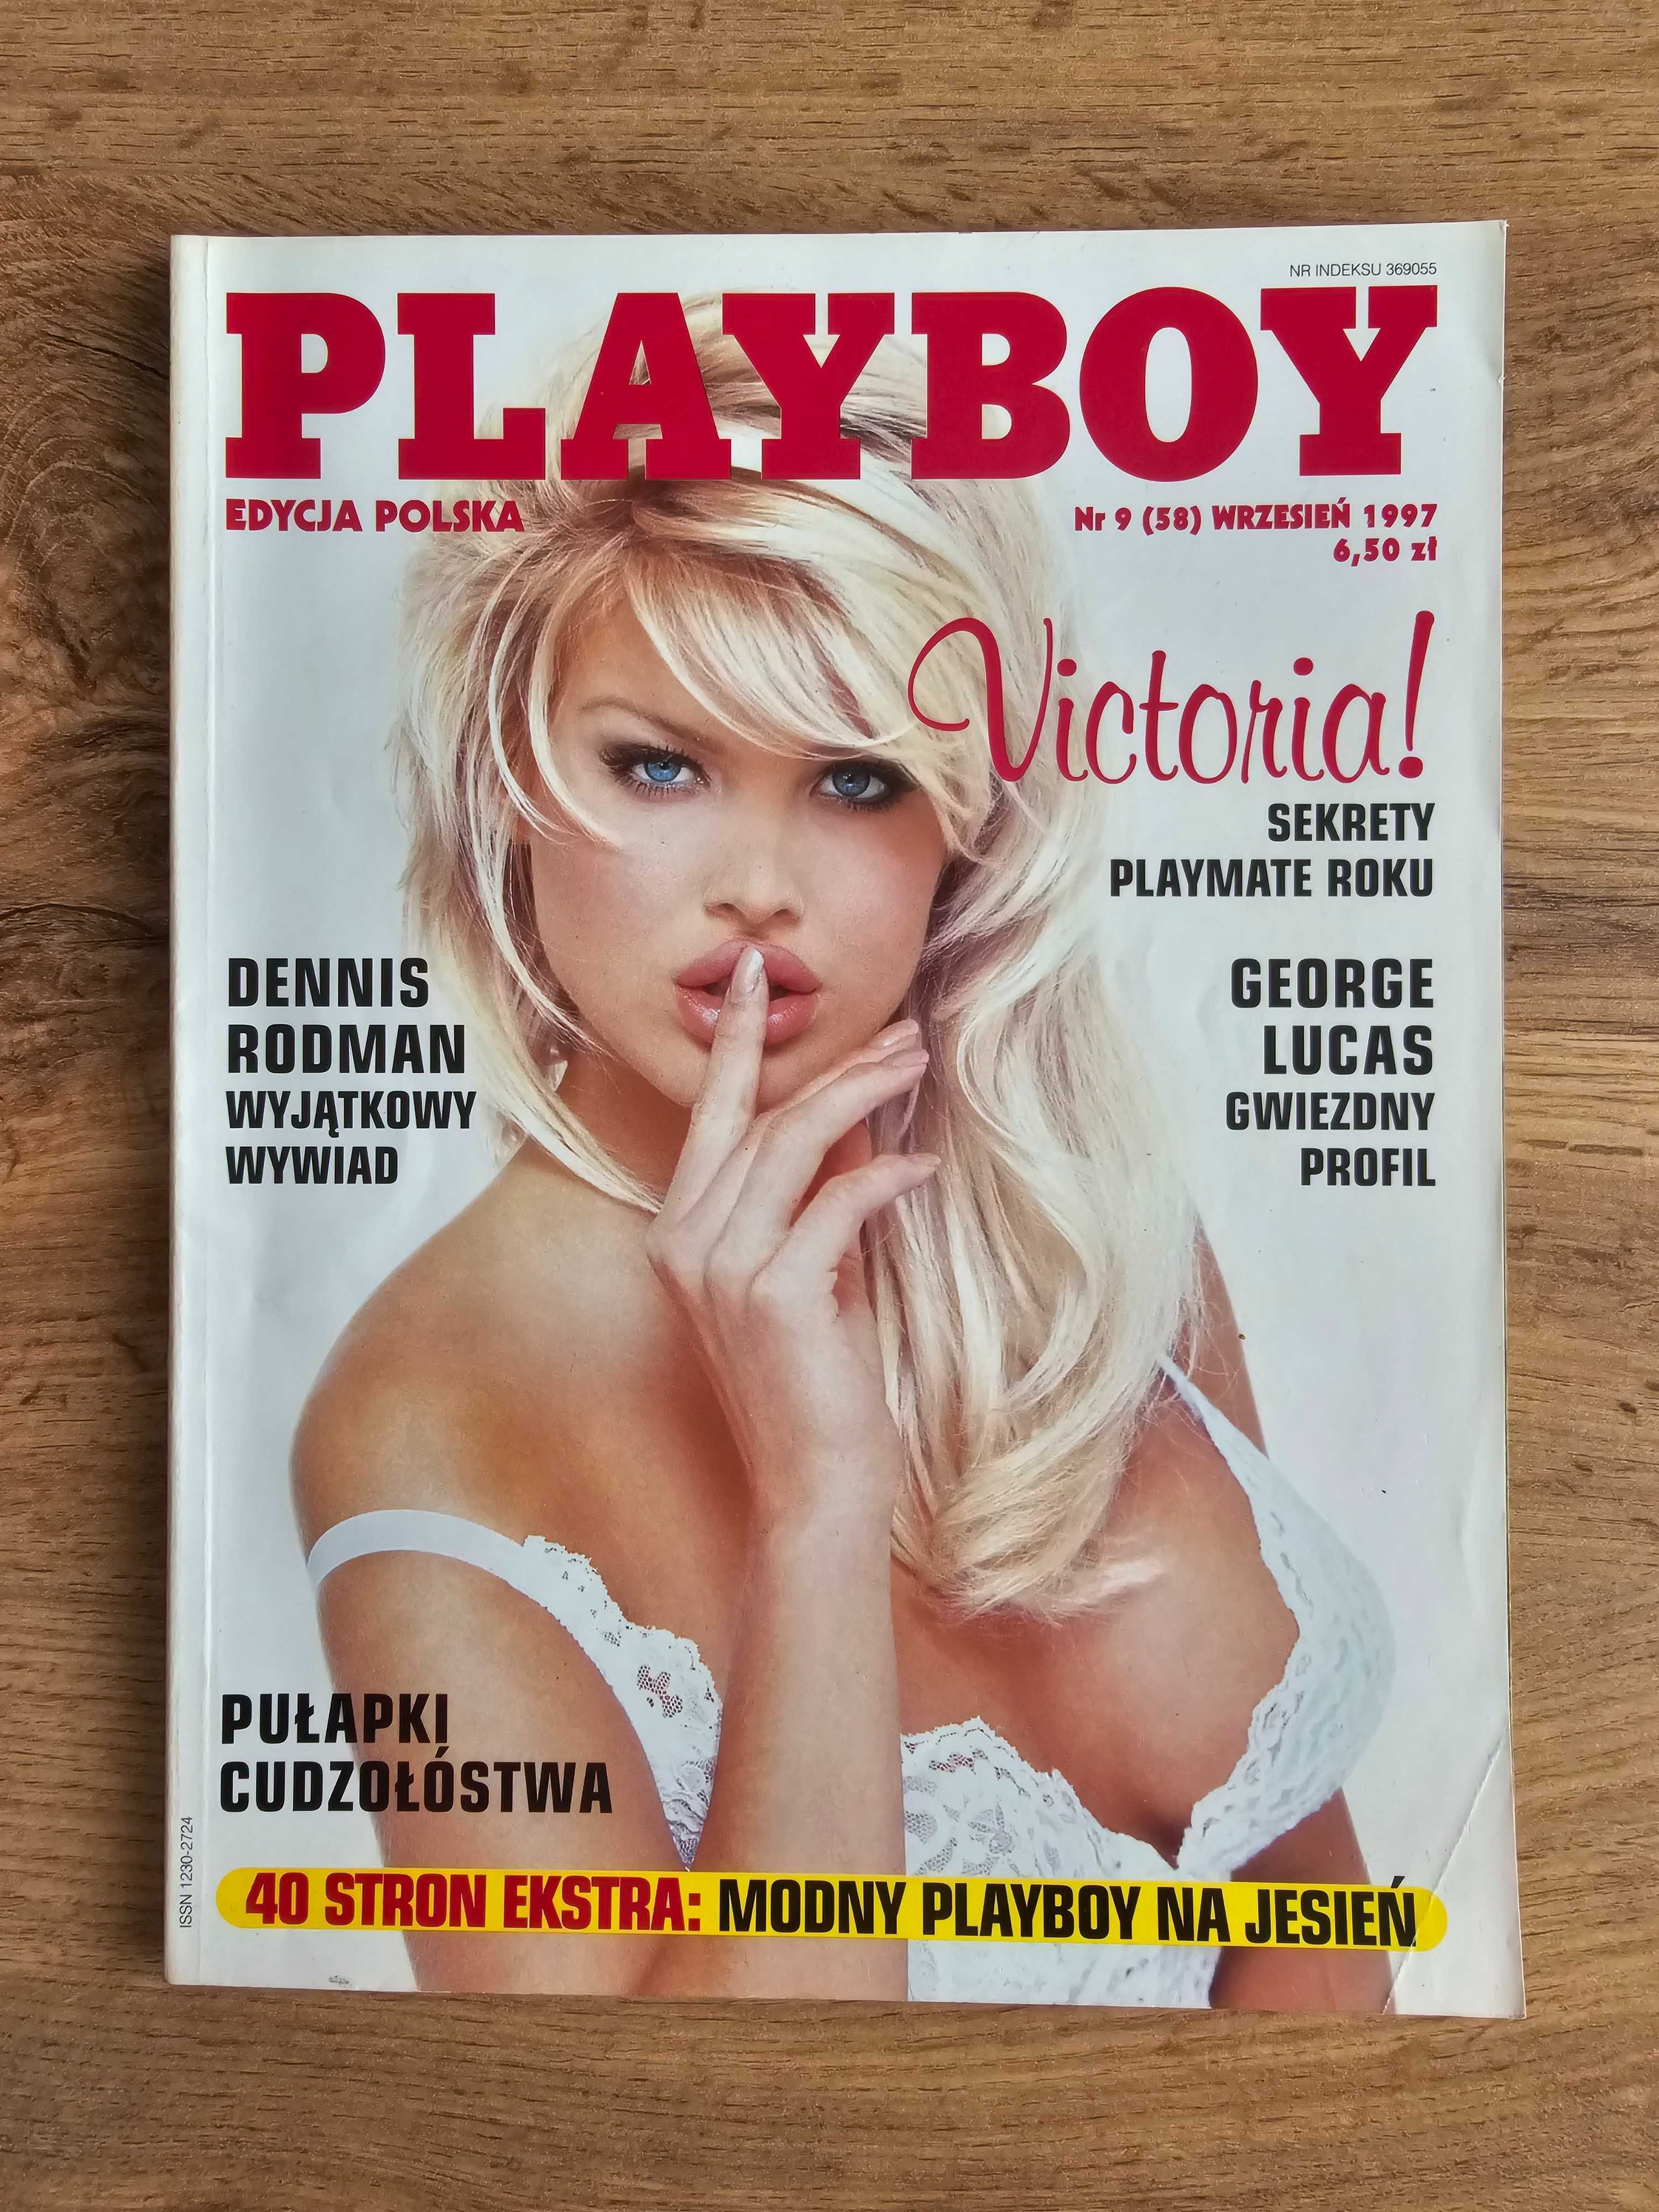 NR INDEKSU 369055
PLAYBOY
EDYCJA POLSKA
Nr 9 (58) WRZESIEŃ 1997
6,50 zł
Victoria!
SEKRETY
PLAYMATE ROKU
DENNIS
RODMAN
WYJĄTKOWY
WYWIAD
GEORGE
LUCAS
GWIEZDNY
PROFIL
PUŁAPKI
CUDZOŁÓSTWA
ISSN 1230-2724
40 STRON EKSTRA: MODNY PLAYBOY NA JESIEŃ